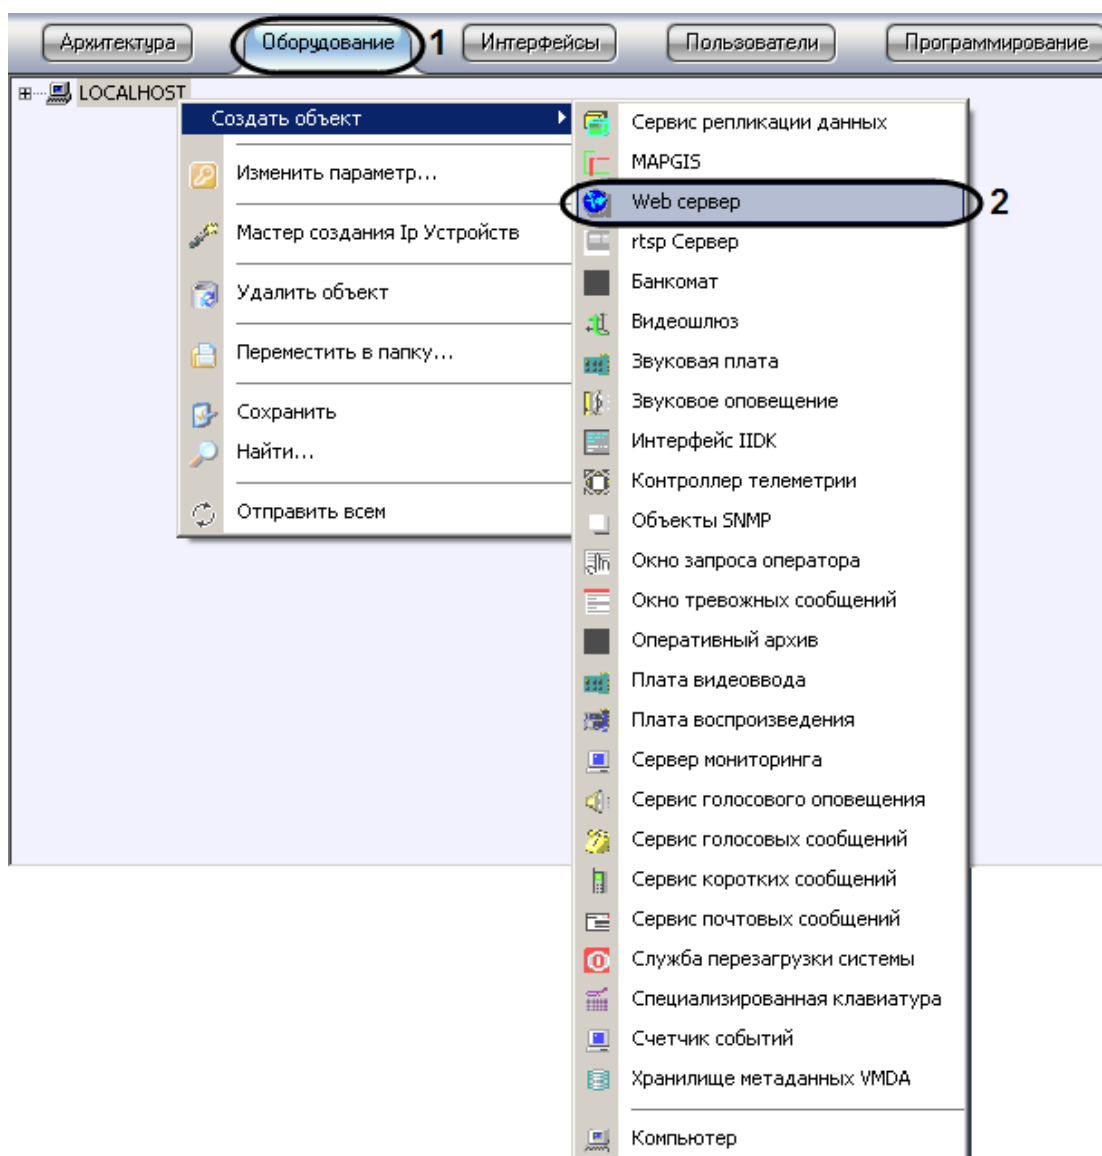 Архитектура Оборудование 1 Интерфейсы Пользователи Программирование
LOCALHOST
Создать объект
Изменить параметр...
Мастер создания Ip Устройств
Удалить объект
Переместить в папку...
Сохранить
Найти...
Отправить всем
Сервис репликации данных
MAPGIS
Web сервер 2
rtsp Сервер
Банкомат
Видеошлюз
Звуковая плата
Звуковое оповещение
Интерфейс IIDK
Контроллер телеметрии
Объекты SNMP
Окно запроса оператора
Окно тревожных сообщений
Оперативный архив
Плата видеоввода
Плата воспроизведения
Сервер мониторинга
Сервис голосового оповещения
Сервис голосовых сообщений
Сервис коротких сообщений
Сервис почтовых сообщений
Служба перезагрузки системы
Специализированная клавиатура
Счетчик событий
Хранилище метаданных VMDA
Компьютер